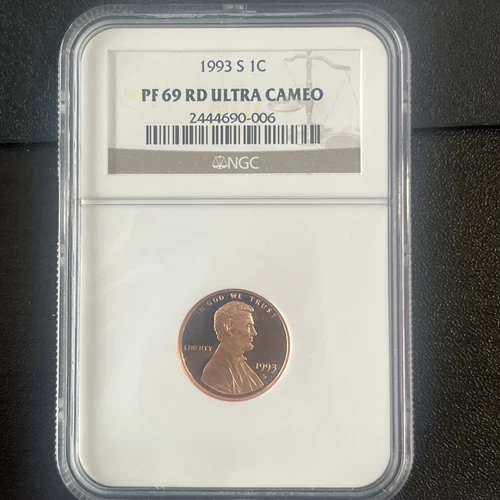 1993 S 1C
PF 69 RD ULTRA CAMEO
2444690-006
NGC
IN GOD WE TRUST
LIBERTY
1993
S